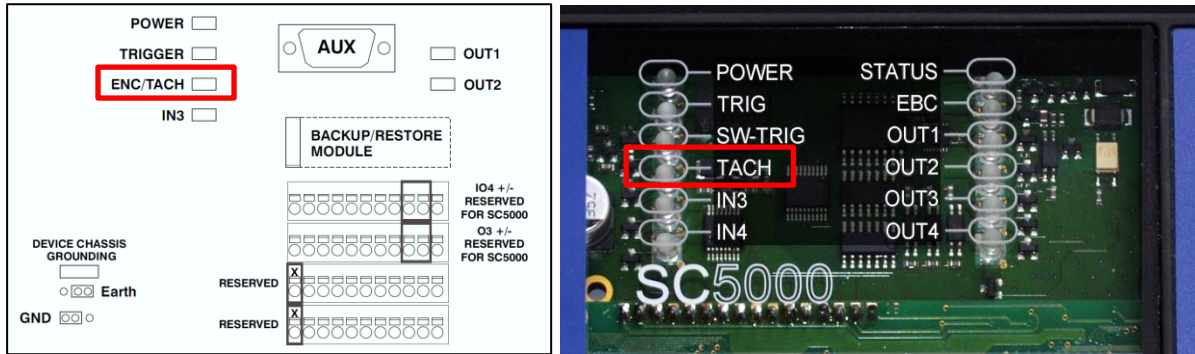 POWER
TRIGGER
ENC/TACH
IN3
AUX
OUT1
OUT2
BACKUP/RESTORE
MODULE
IO4 +/-
RESERVED
FOR SC5000
O3 +/-
RESERVED
FOR SC5000
DEVICE CHASSIS
GROUNDING
Earth
GND
X
RESERVED
X
RESERVED
POWER
TRIG
SW-TRIG
TACH
IN3
IN4
STATUS
EBC
OUT1
OUT2
OUT3
OUT4
SC5000